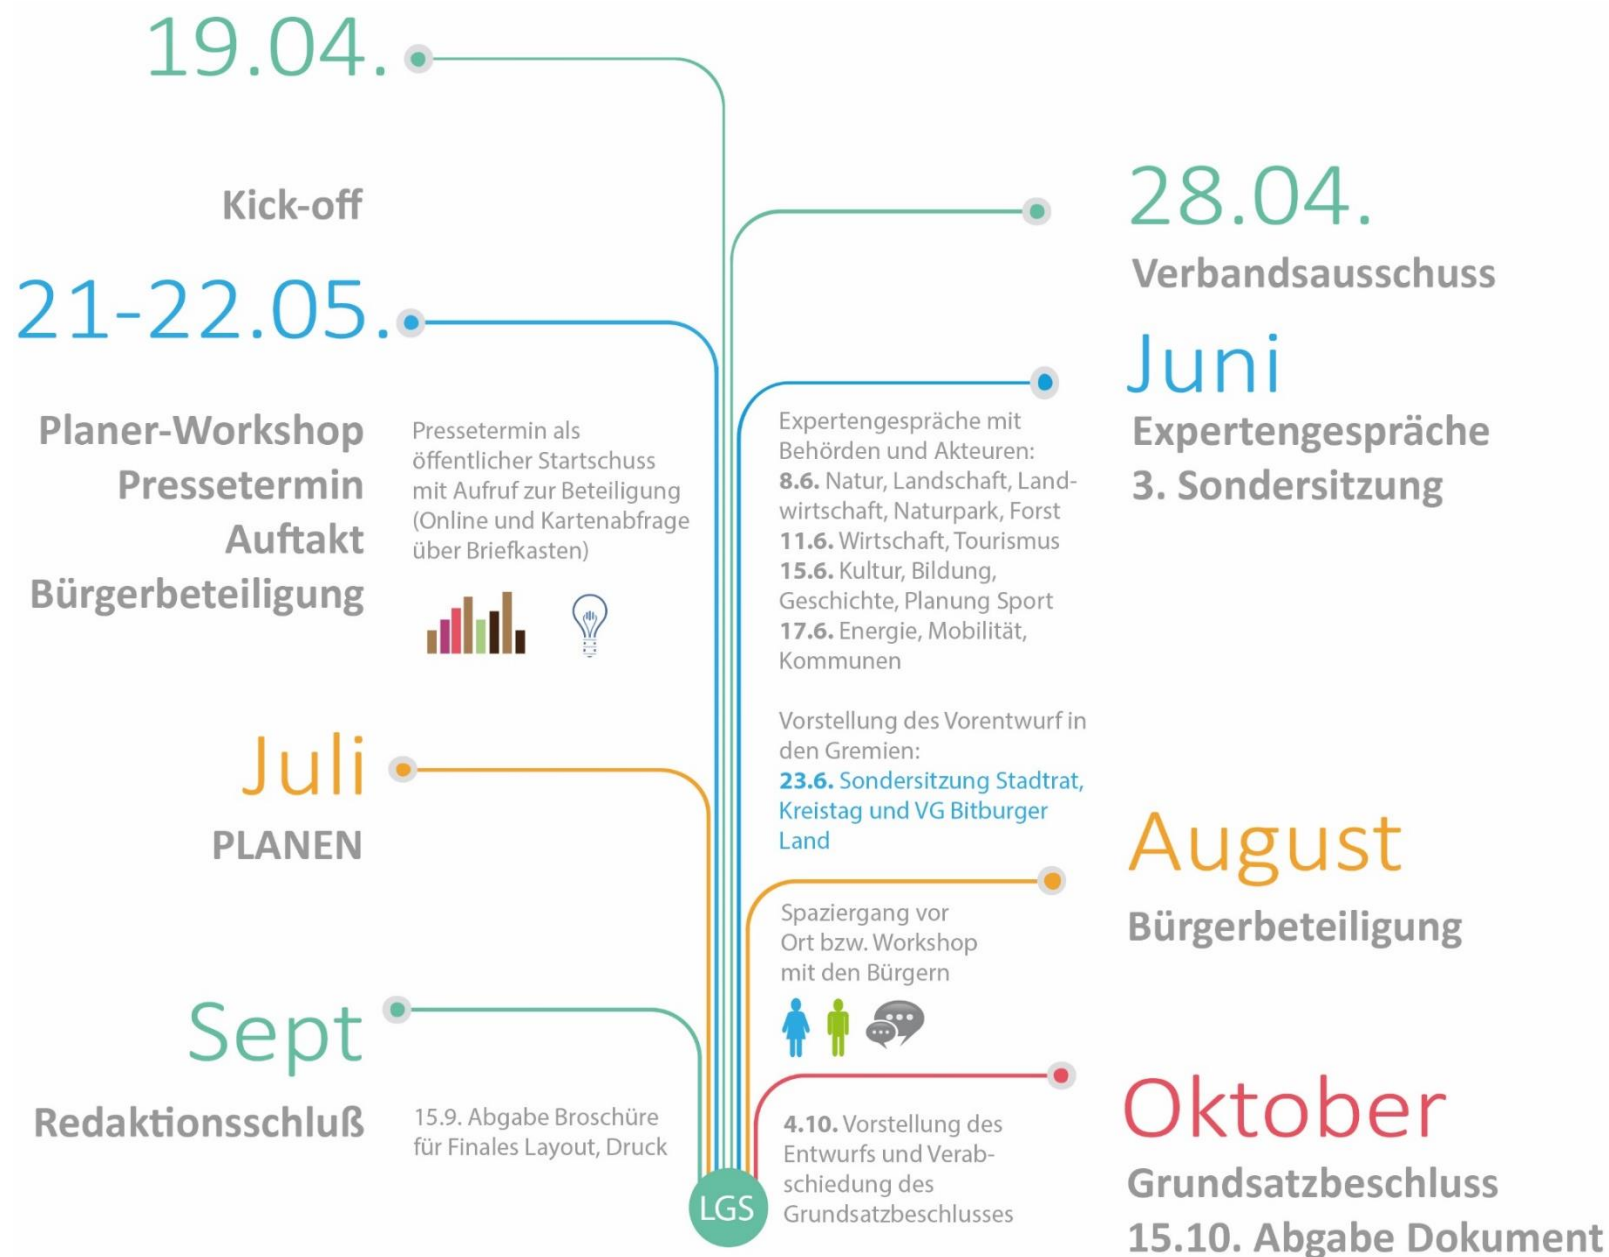 19.04.
Kick-off
28.04.
Verbandsausschuss
21-22.05.
Planer-Workshop
Pressetermin
Auftakt
Bürgerbeteiligung
Pressetermin als
öffentlicher Startschuss
mit Aufruf zur Beteiligung
(Online und Kartenabfrage
über Briefkasten)
Juni
Expertengespräche
3. Sondersitzung
Expertengespräche mit
Behörden und Akteuren:
8.6. Natur, Landschaft, Land-
wirtschaft, Naturpark, Forst
11.6. Wirtschaft, Tourismus
15.6. Kultur, Bildung,
Geschichte, Planung Sport
17.6. Energie, Mobilität,
Kommunen
Vorstellung des Vorentwurf in
den Gremien:
23.6. Sondersitzung Stadtrat,
Kreistag und VG Bitburger
Land
Juli
PLANEN
August
Bürgerbeteiligung
Spaziergang vor
Ort bzw. Workshop
mit den Bürgern
Sept
Redaktionsschluß
15.9. Abgabe Broschüre
für Finales Layout, Druck
Oktober
Grundsatzbeschluss
15.10. Abgabe Dokument
4.10. Vorstellung des
Entwurfs und Verab-
schiedung des
Grundsatzbeschlusses
LGS